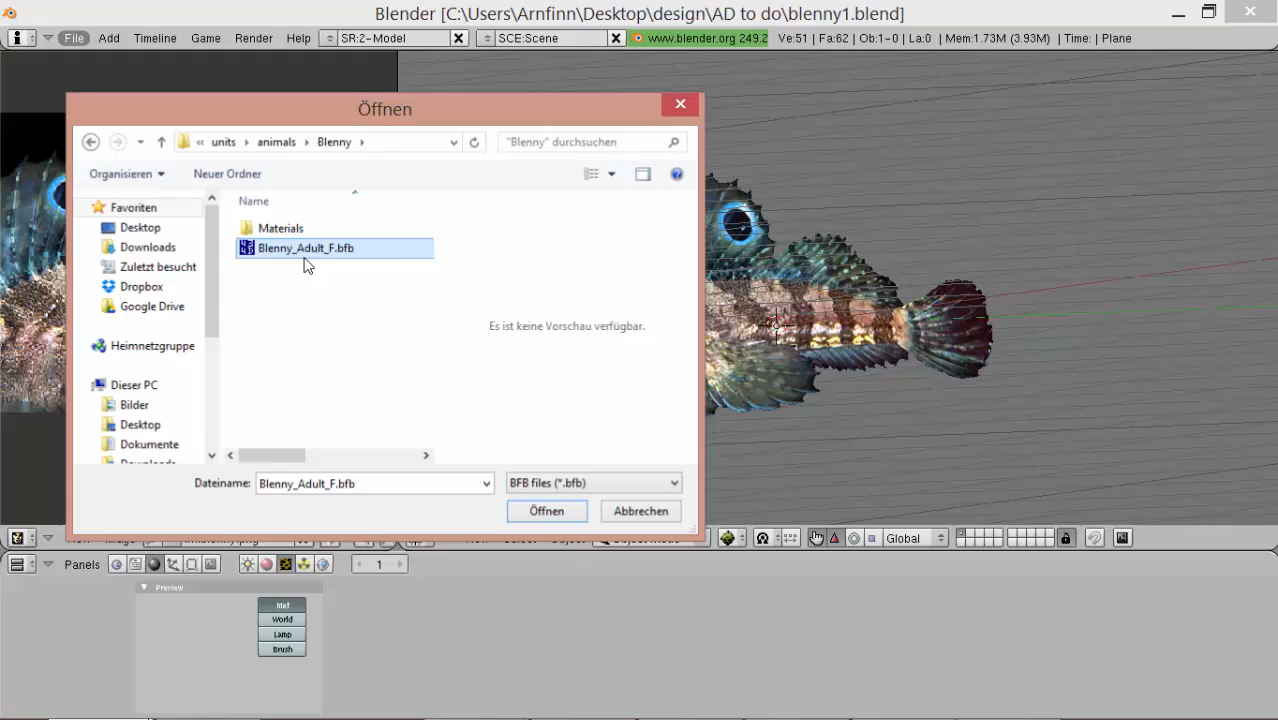 Blender [C:\Users\Arnfinn\Desktop\design\AD to do\blenny1.blend]
File Add Timeline Game Render Help SR:2-Model SCE:Scene www.blender.org 249.2 Ve:51 | Fa:62 | Ob:1-0 | La:0 | Mem:1.73M (3.93M) | Time: | Plane
Öffnen
« units animals Blenny "Blenny" durchsuchen
Organisieren Neuer Ordner
Name
Favoriten
Desktop
Downloads
Zuletzt besucht
Dropbox
Google Drive
Heimnetzgruppe
Dieser PC
Bilder
Desktop
Dokumente
Materials
Blenny_Adult_F.bfb
Es ist keine Vorschau verfügbar.
Dateiname: Blenny_Adult_F.bfb BFB files (*.bfb)
Öffnen Abbrechen
Global
Panels 1
Preview
Mat
World
Lamp
Brush